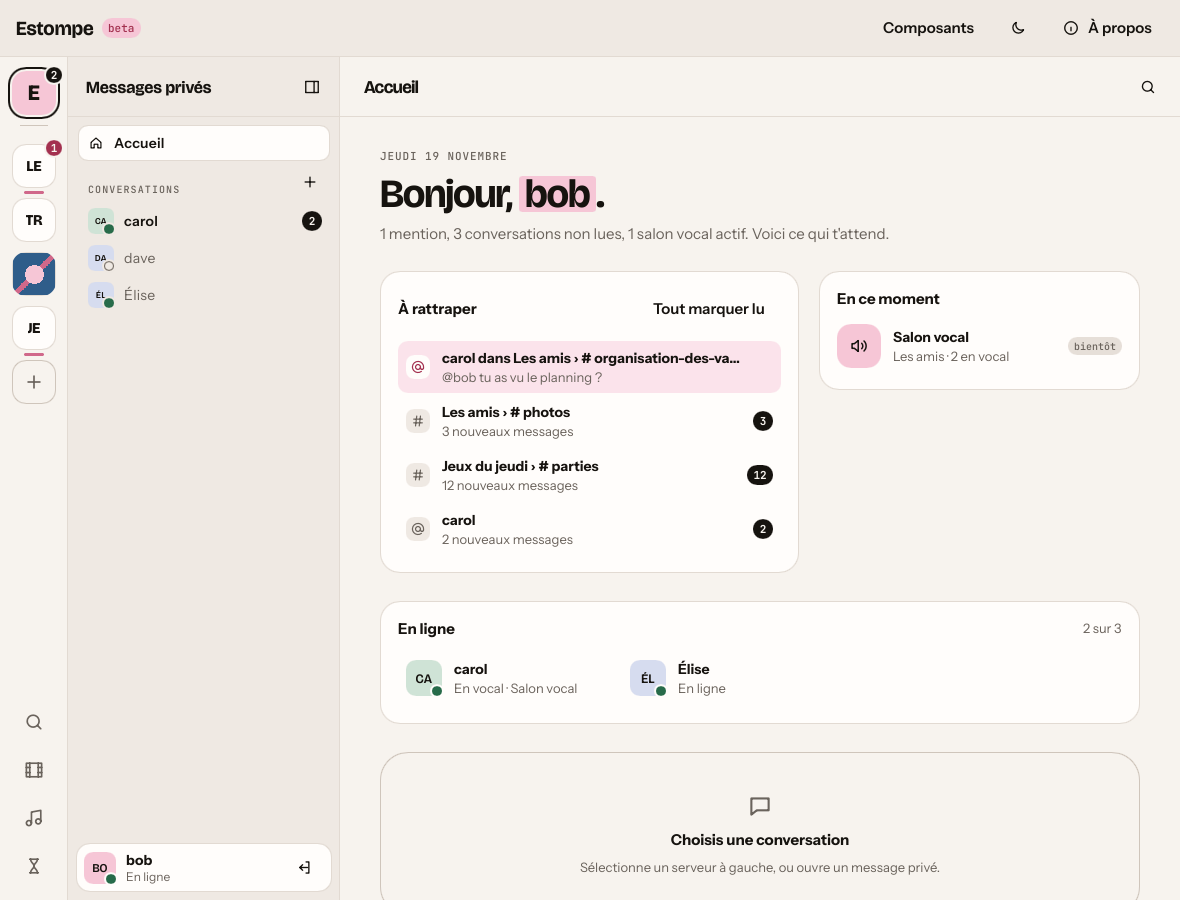 Estompe beta
Composants
À propos
E
2
LE
1
TR
JE
Messages privés
Accueil
CONVERSATIONS
CA
carol
2
DA
dave
ÉL
Élise
BO
bob
En ligne
Accueil
JEUDI 19 NOVEMBRE
Bonjour, bob.
1 mention, 3 conversations non lues, 1 salon vocal actif. Voici ce qui t'attend.
À rattraper
Tout marquer lu
@
carol dans Les amis › # organisation-des-va…
@bob tu as vu le planning ?
#
Les amis › # photos
3 nouveaux messages
3
#
Jeux du jeudi › # parties
12 nouveaux messages
12
@
carol
2 nouveaux messages
2
En ce moment
Salon vocal
Les amis · 2 en vocal
bientôt
En ligne
2 sur 3
CA
carol
En vocal · Salon vocal
ÉL
Élise
En ligne
Choisis une conversation
Sélectionne un serveur à gauche, ou ouvre un message privé.